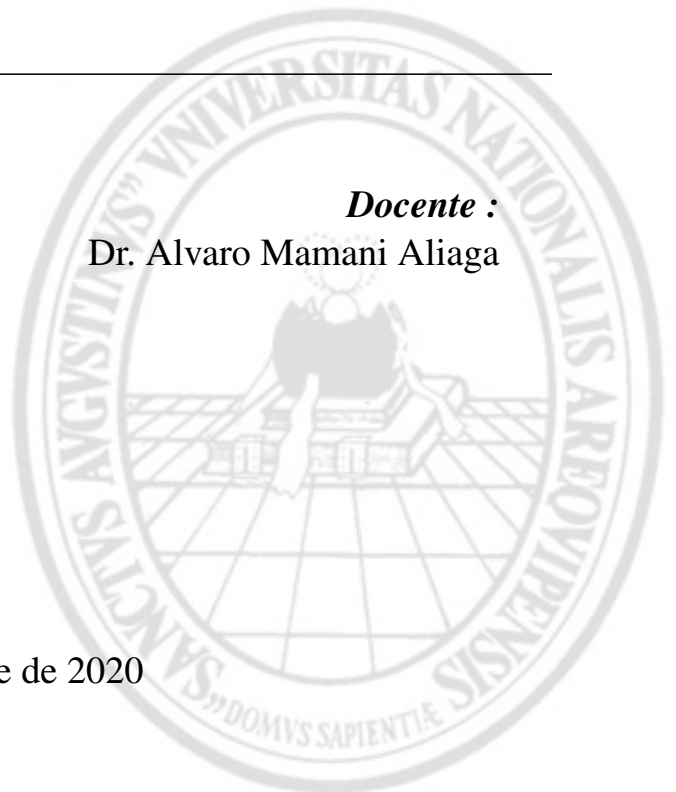 Docente :
Dr. Alvaro Mamani Aliaga
e de 2020
„SANCTVS AVGVSTINVS” VNIVERSITAS NATIONALIS AREQVIPENSIS
„DOMVS SAPIENTIÆ